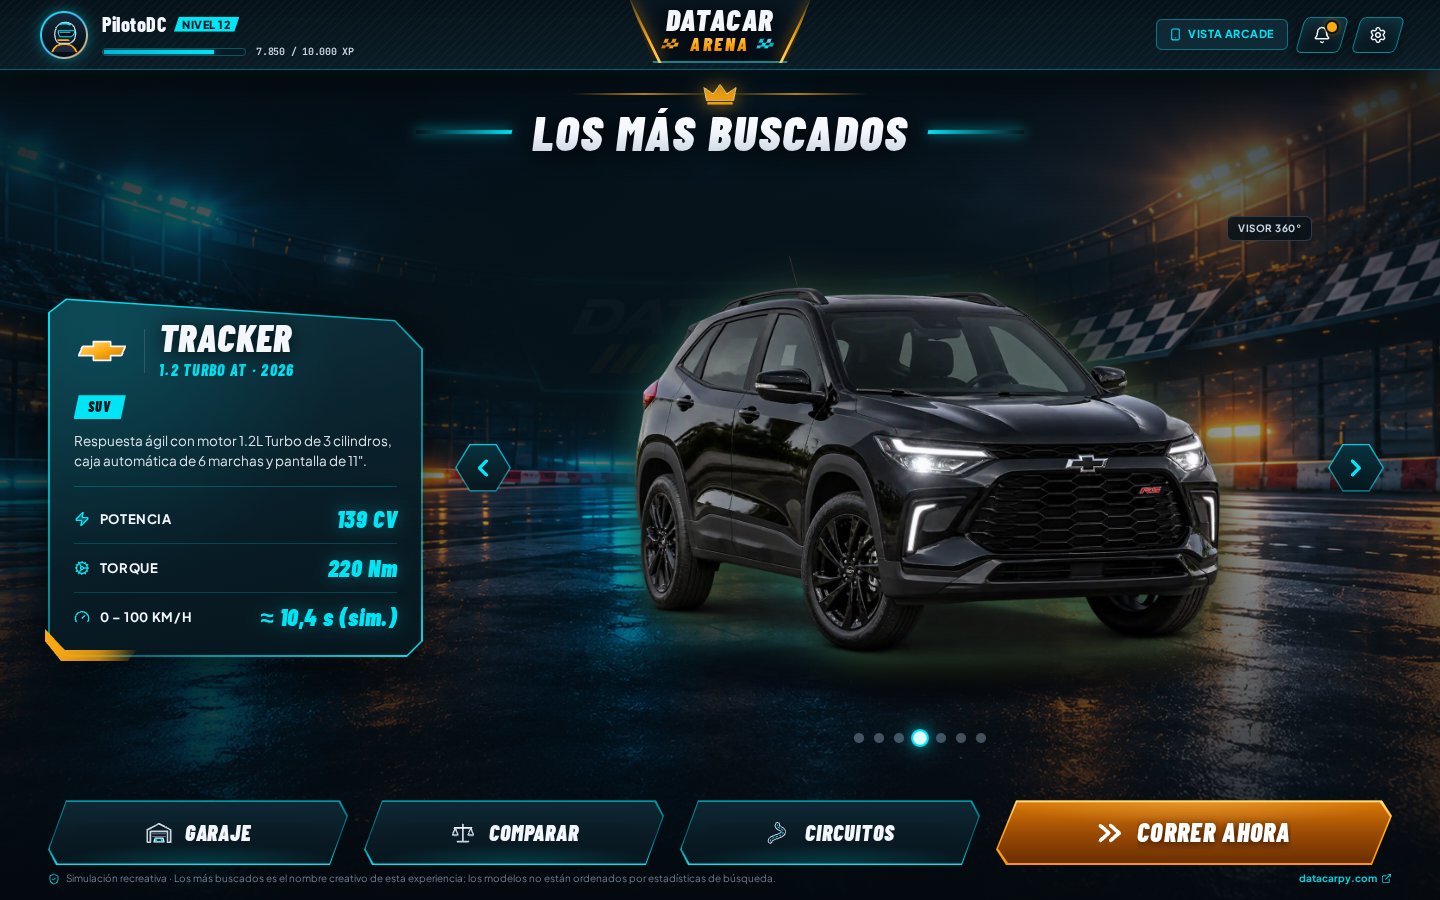 PilotoDC NIVEL 12
7.850 / 10.000 XP
DATACAR
ARENA
VISTA ARCADE
LOS MÁS BUSCADOS
VISOR 360°
TRACKER
1.2 TURBO AT · 2026
SUV
Respuesta ágil con motor 1.2L Turbo de 3 cilindros,
caja automática de 6 marchas y pantalla de 11".
POTENCIA 139 CV
TORQUE 220 Nm
0 – 100 KM/H ≈ 10,4 s (sim.)
RS
GARAJE
COMPARAR
CIRCUITOS
CORRER AHORA
Simulación recreativa · Los más buscados es el nombre creativo de esta experiencia; los modelos no están ordenados por estadísticas de búsqueda.
datacarpy.com